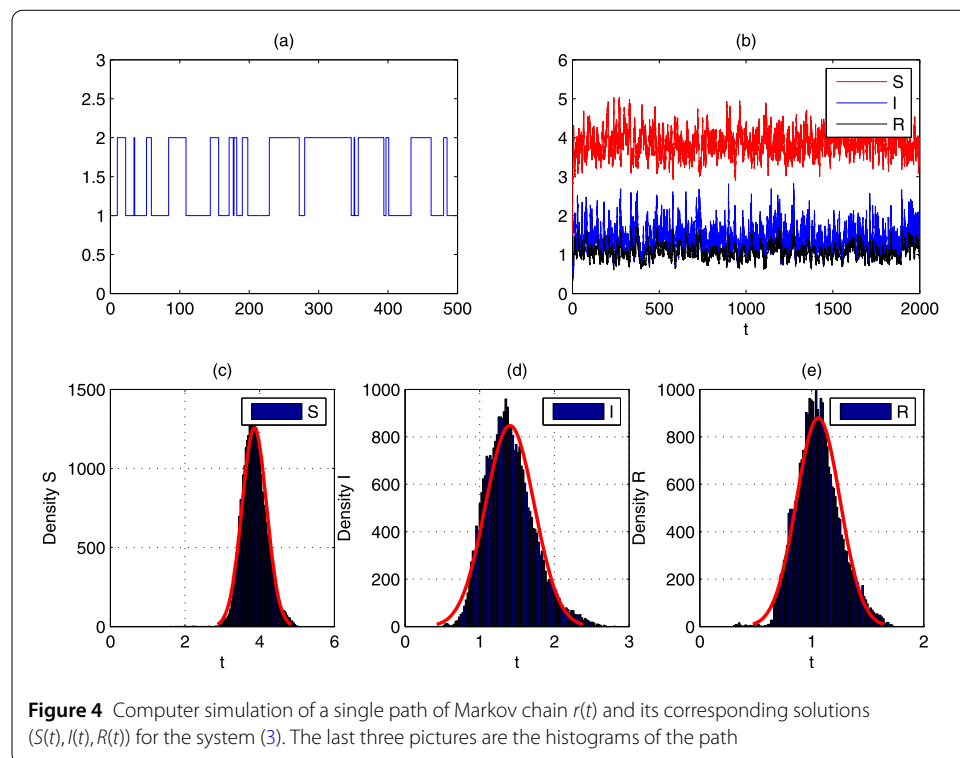 (a)
3
2.5
2
1.5
1
0.5
0
0 100 200 300 400 500
(b)
6
5
4
3
2
1
0
0 500 1000 1500 2000
t
S
I
R
(c)
1500
1000
500
0
0 2 4 6
t
Density S
S
(d)
1000
800
600
400
200
0
0 1 2 3
t
Density I
I
(e)
1000
800
600
400
200
0
0 1 2
t
Density R
R
Figure 4 Computer simulation of a single path of Markov chain r(t) and its corresponding solutions
(S(t), I(t), R(t)) for the system (3). The last three pictures are the histograms of the path